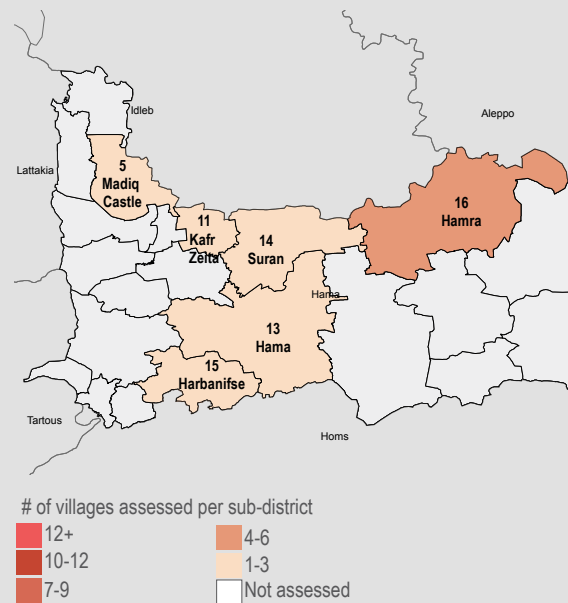 Idleb
Aleppo
Lattakia
5
Madiq
Castle
11
Kafr
Zeita
14
Suran
16
Hamra
Hama
13
Hama
15
Harbanifse
Tartous
Homs
# of villages assessed per sub-district
12+
10-12
7-9
4-6
1-3
Not assessed